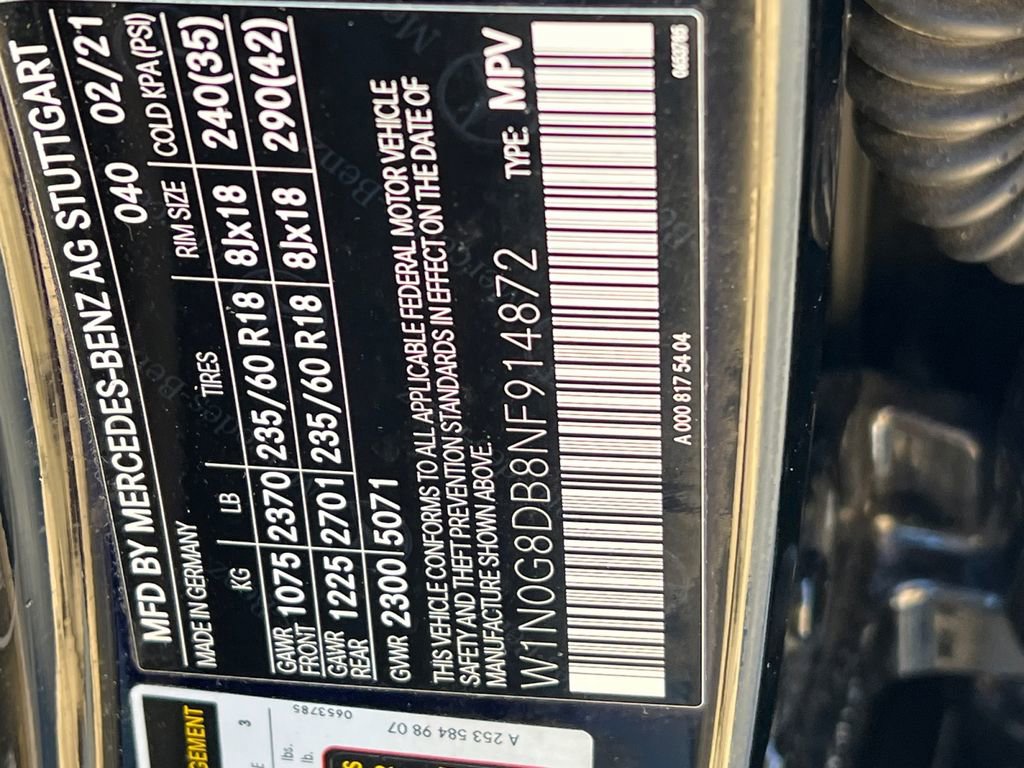 MFD BY MERCEDES-BENZ AG STUTTGART
MADE IN GERMANY 040 02/21
KG LB TIRES RIM SIZE COLD KPA(PSI)
GAWR FRONT 1075 2370 235/60 R18 8Jx18 240(35)
GAWR REAR 1225 2701 235/60 R18 8Jx18 290(42)
GVWR 2300 5071
THIS VEHICLE CONFORMS TO ALL APPLICABLE FEDERAL MOTOR VEHICLE
SAFETY AND THEFT PREVENTION STANDARDS IN EFFECT ON THE DATE OF
MANUFACTURE SHOWN ABOVE.
W1N0G8DB8NF914872 TYPE: MPV
A 000 817 54 04
0653785
GEMENT
3
lbs.
lb.
0653785
A 253 584 98 07